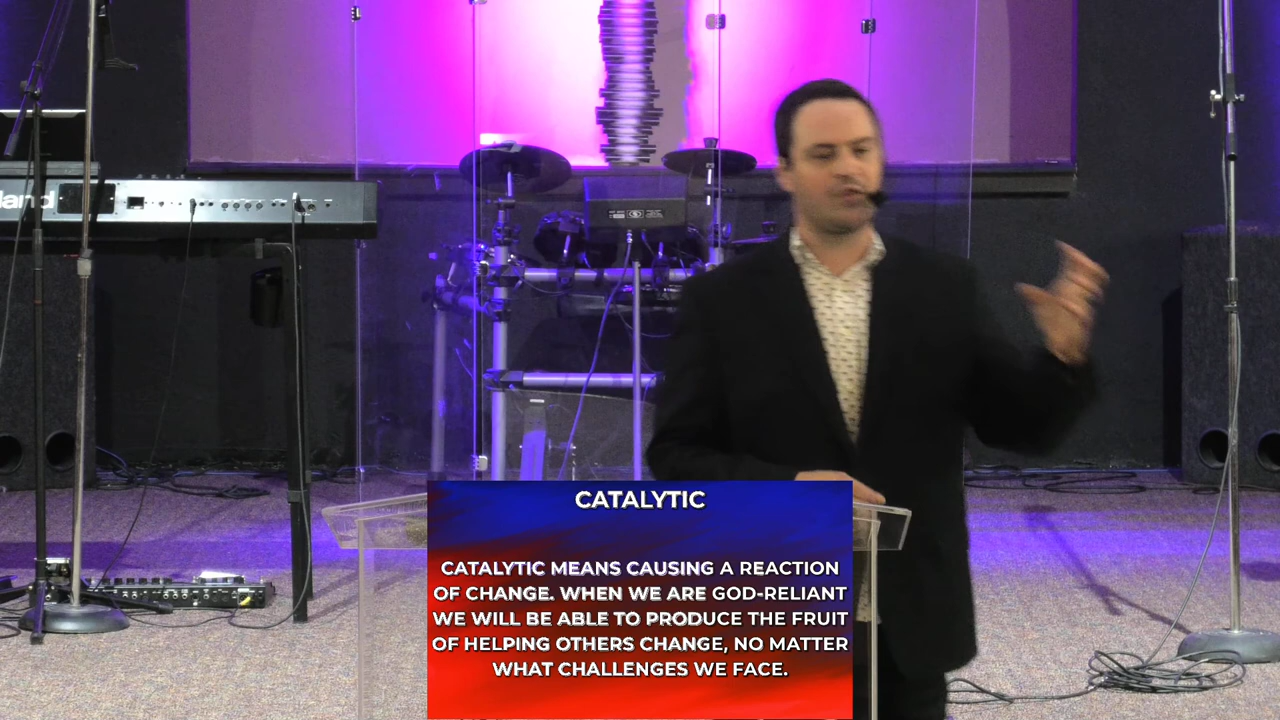 land
CATALYTIC
CATALYTIC MEANS CAUSING A REACTION
OF CHANGE. WHEN WE ARE GOD-RELIANT
WE WILL BE ABLE TO PRODUCE THE FRUIT
OF HELPING OTHERS CHANGE, NO MATTER
WHAT CHALLENGES WE FACE.